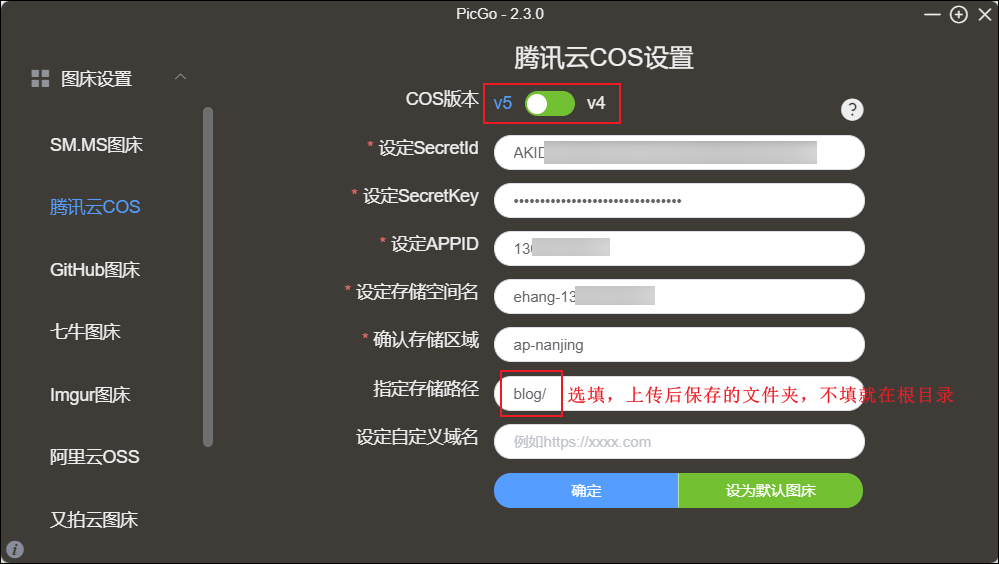 PicGo - 2.3.0
图床设置
SM.MS图床
腾讯云COS
GitHub图床
七牛图床
Imgur图床
阿里云OSS
又拍云图床
腾讯云COS设置
COS版本 v5 v4
?
* 设定SecretId AKID
* 设定SecretKey ••••••••••••••••••••••••••••••••
* 设定APPID 130
* 设定存储空间名 ehang-13
* 确认存储区域 ap-nanjing
指定存储路径 blog/ 选填，上传后保存的文件夹，不填就在根目录
设定自定义域名 例如https://xxxx.com
确定 设为默认图床